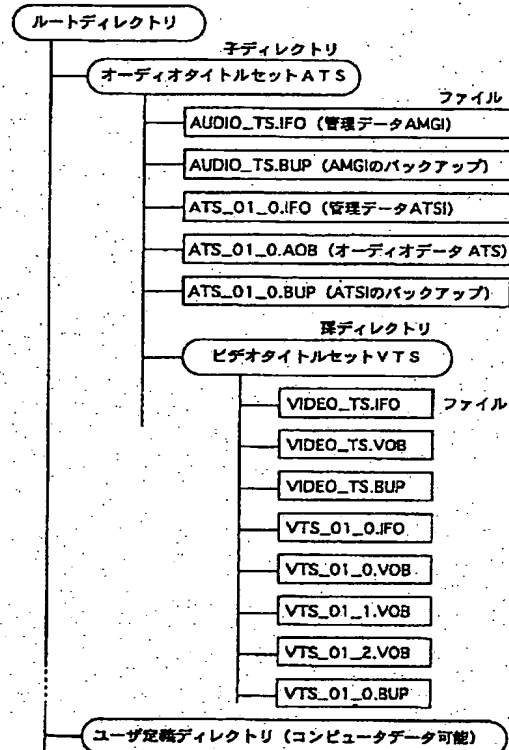 ルートディレクトリ
子ディレクトリ
オーディオタイトルセットATS
ファイル
AUDIO_TS.IFO (管理データAMGI)
AUDIO_TS.BUP (AMGIのバックアップ)
ATS_01_0.IFO (管理データATSI)
ATS_01_0.AOB (オーディオデータ ATS)
ATS_01_0.BUP (ATSIのバックアップ)
孫ディレクトリ
ビデオタイトルセットVTS
VIDEO_TS.IFO ファイル
VIDEO_TS.VOB
VIDEO_TS.BUP
VTS_01_0.IFO
VTS_01_0.VOB
VTS_01_1.VOB
VTS_01_2.VOB
VTS_01_0.BUP
ユーザ定義ディレクトリ (コンピュータデータ可能)